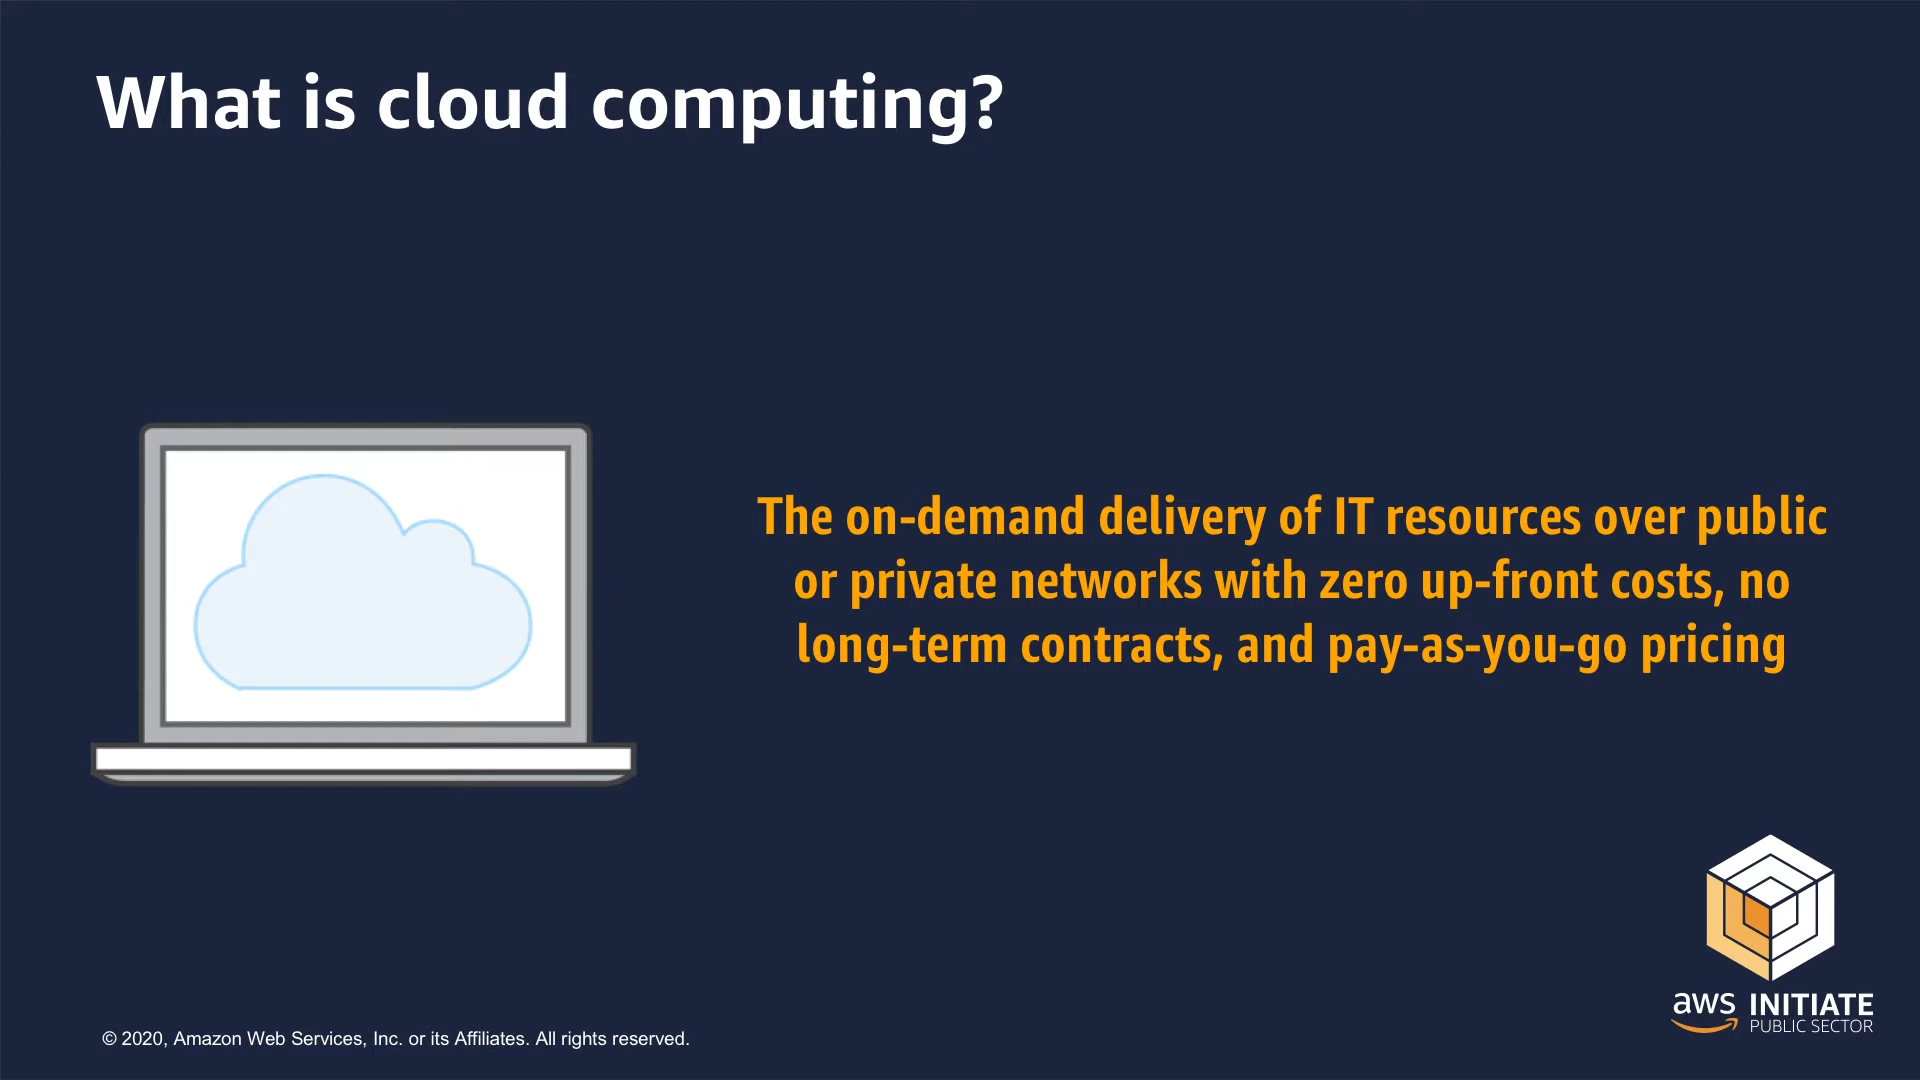 What is cloud computing?
The on-demand delivery of IT resources over public
or private networks with zero up-front costs, no
long-term contracts, and pay-as-you-go pricing
aws INITIATE
PUBLIC SECTOR
© 2020, Amazon Web Services, Inc. or its Affiliates. All rights reserved.